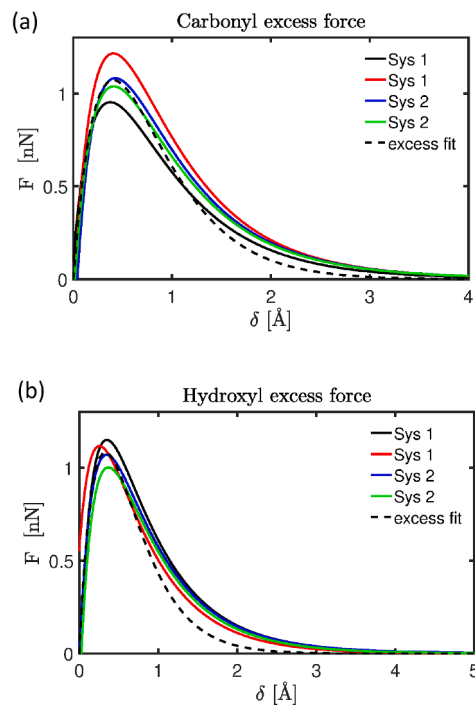 (a)
Carbonyl excess force
Sys 1
Sys 1
Sys 2
Sys 2
excess fit
F [nN]
1
0.5
0
0 1 2 3 4
δ [Å]
(b)
Hydroxyl excess force
Sys 1
Sys 1
Sys 2
Sys 2
excess fit
F [nN]
1
0.5
0
0 1 2 3 4 5
δ [Å]